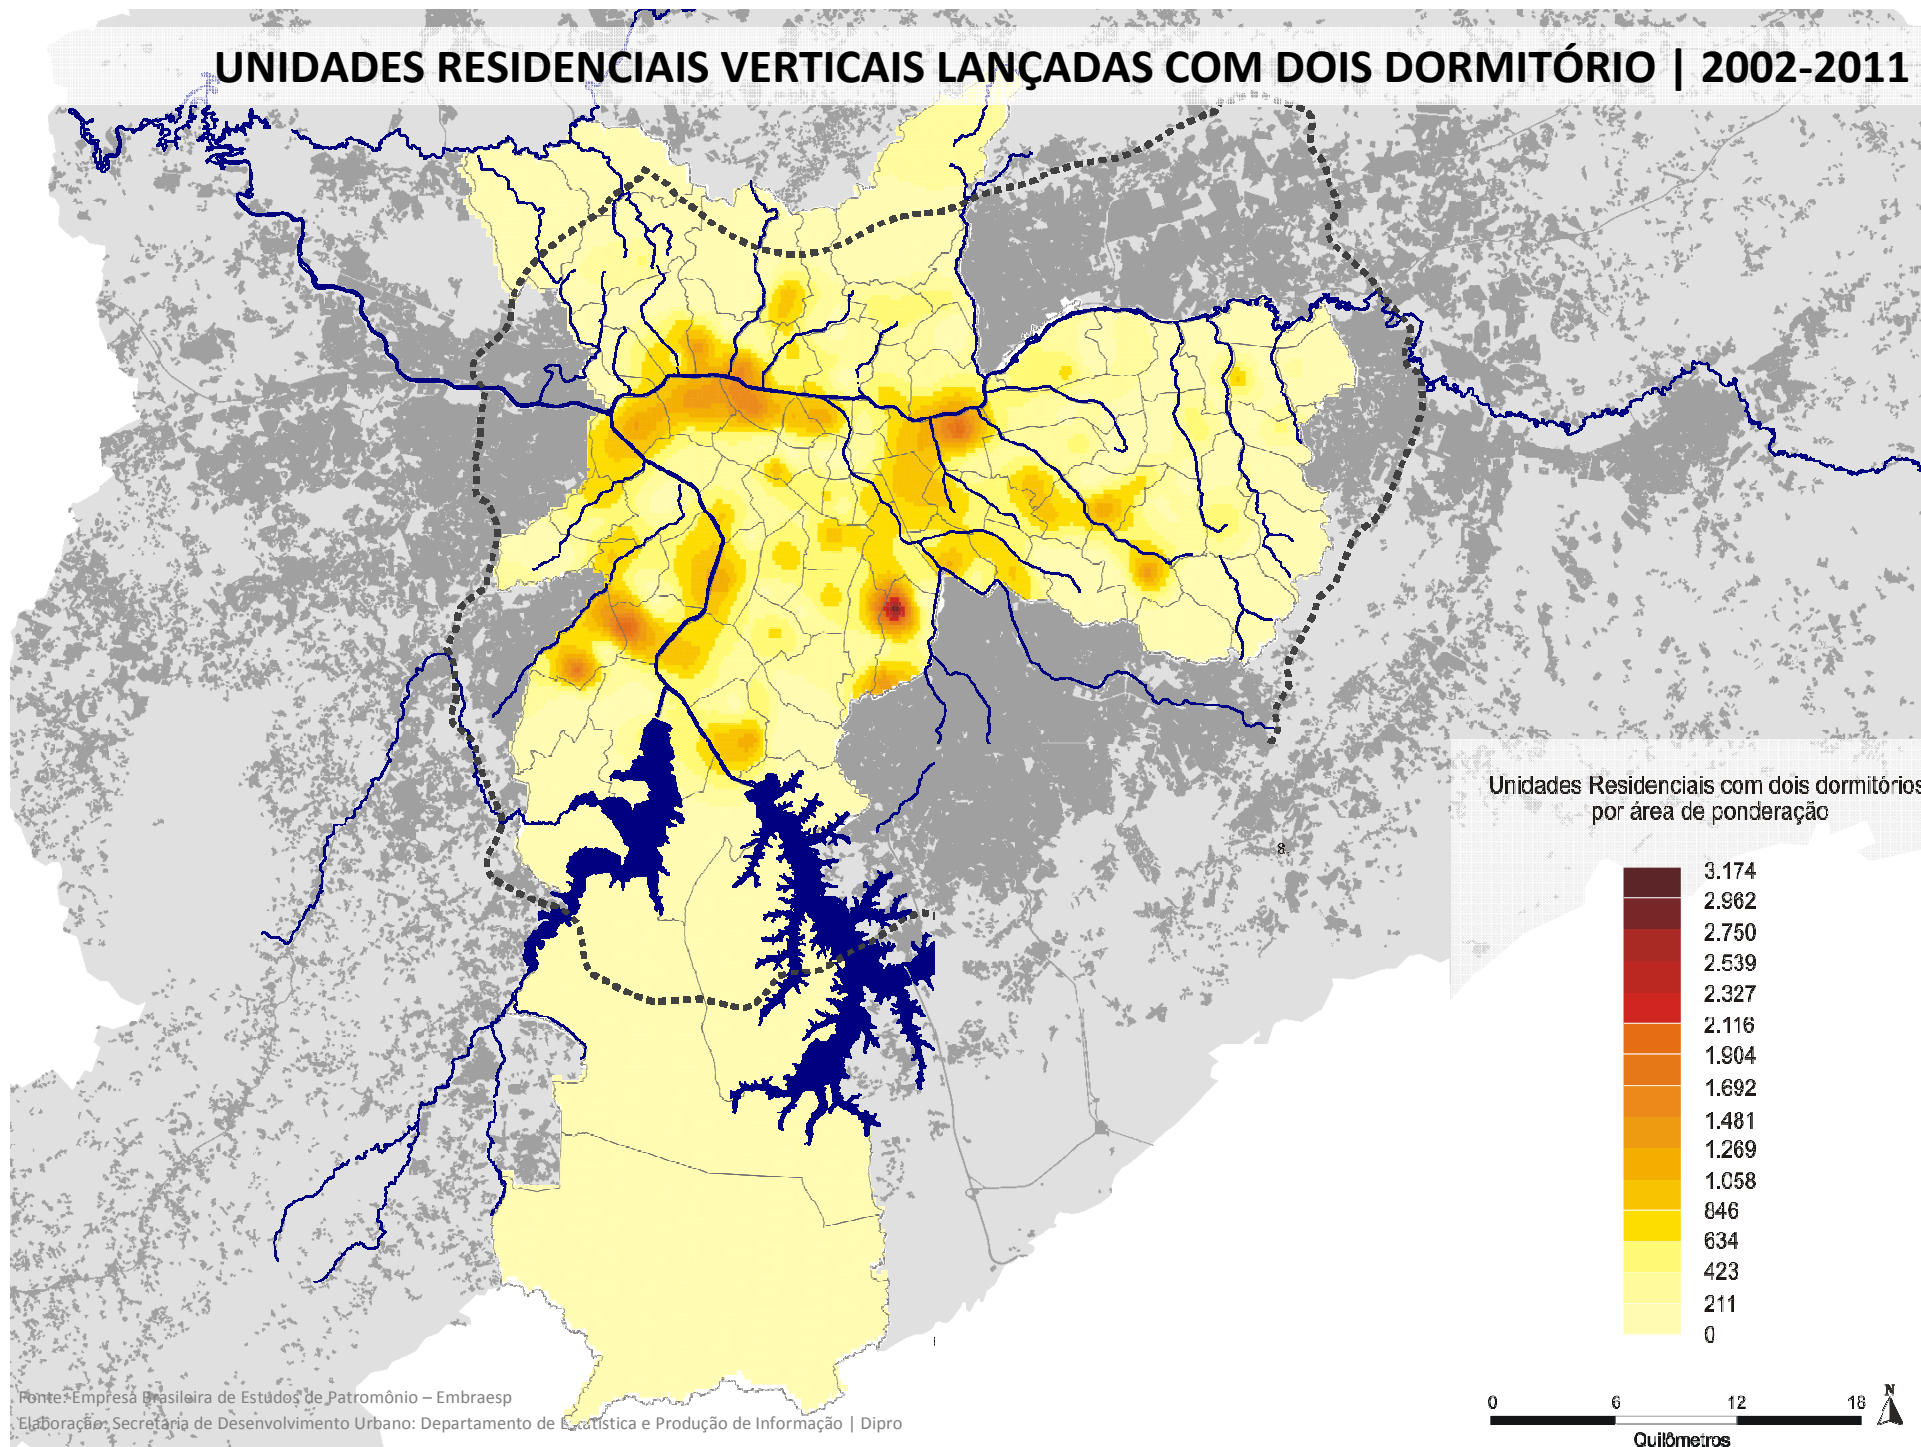 UNIDADES RESIDENCIAIS VERTICAIS LANÇADAS COM DOIS DORMITÓRIO | 2002-2011
Unidades Residenciais com dois dormitórios
por área de ponderação
8.
3.174
2.962
2.750
2.539
2.327
2.116
1.904
1.692
1.481
1.269
1.058
846
634
423
211
0
Fonte: Empresa Brasileira de Estudos de Patromônio – Embraesp
Elaboração: Secretaria de Desenvolvimento Urbano: Departamento de Estatística e Produção de Informação | Dipro
0 6 12 18 N
Quilômetros